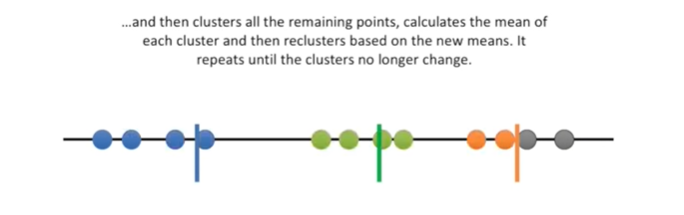 ...and then clusters all the remaining points, calculates the mean of
each cluster and then reclusters based on the new means. It
repeats until the clusters no longer change.